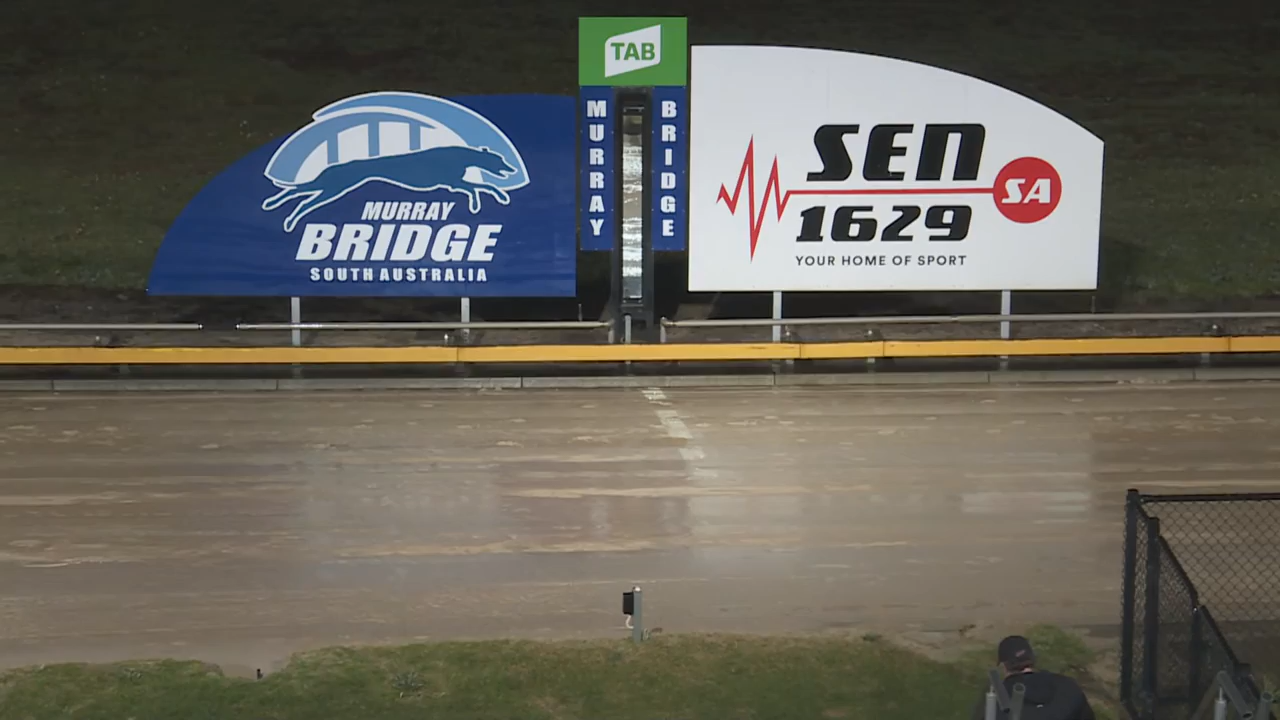 TAB
MURRAY
BRIDGE
MURRAY
BRIDGE
SOUTH AUSTRALIA
SEN
SA
1629
YOUR HOME OF SPORT